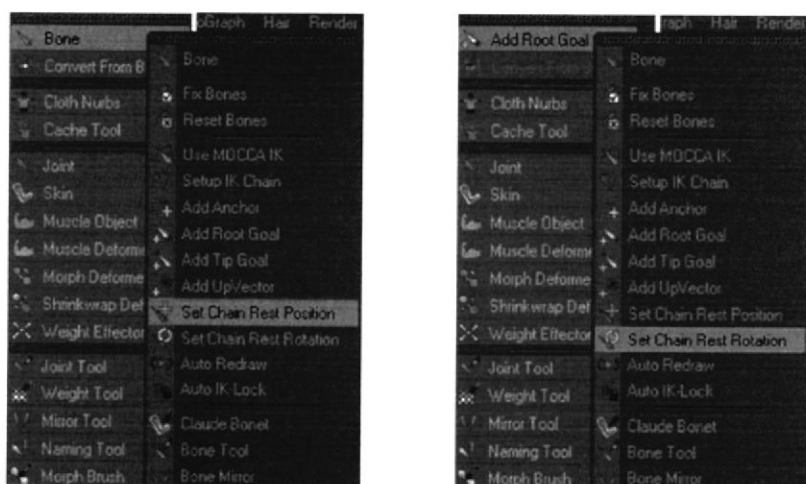 oGraph Hair Render
Bone
Convert From B
Cloth Nurbs
Cache Tool
Joint
Skin
Muscle Object
Muscle Deforme
Morph Deforme
Shrinkwrap Def
Weight Effector
Joint Tool
Weight Tool
Mirror Tool
Naming Tool
Morph Brush
Bone
Fix Bones
Reset Bones
Use MOCCA IK
Setup IK Chain
Add Anchor
Add Root Goal
Add Tip Goal
Add UpVector
Set Chain Rest Position
Set Chain Rest Rotation
Auto Redraw
Auto IK-Lock
Claude Bonet
Bone Tool
Bone Mirror
raph Hair Render
Add Root Goal
Cloth Nurbs
Cache Tool
Joint
Skin
Muscle Object
Muscle Deforme
Morph Deforme
Shrinkwrap Def
Weight Effector
Joint Tool
Weight Tool
Mirror Tool
Naming Tool
Morph Brush
Bone
Fix Bones
Reset Bones
Use MOCCA IK
Setup IK Chain
Add Anchor
Add Root Goal
Add Tip Goal
Add UpVector
Set Chain Rest Position
Set Chain Rest Rotation
Auto Redraw
Auto IK-Lock
Claude Bonet
Bone Tool
Bone Mirror